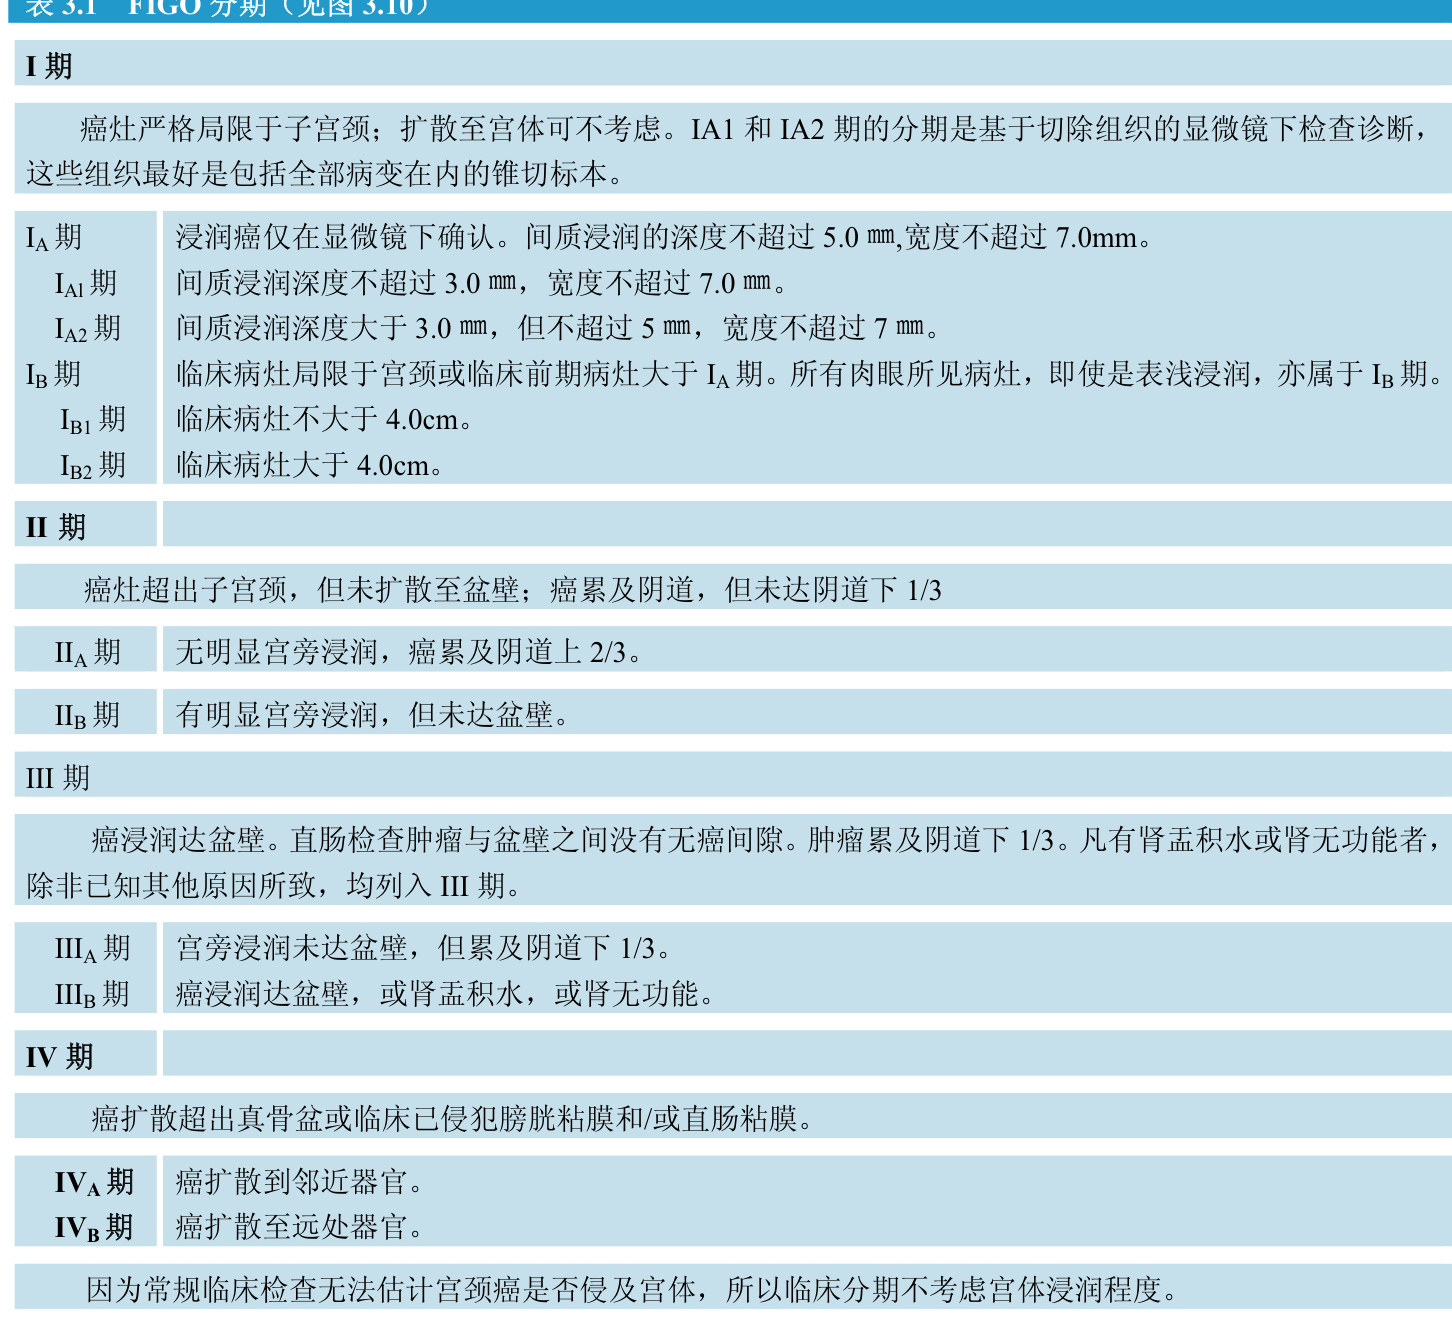 表 3.1 FIGO 分期（见图 3.10）
I 期
癌灶严格局限于子宫颈；扩散至宫体可不考虑。IA1 和 IA2 期的分期是基于切除组织的显微镜下检查诊断，
这些组织最好是包括全部病变在内的锥切标本。
IA 期 浸润癌仅在显微镜下确认。间质浸润的深度不超过 5.0 ㎜,宽度不超过 7.0mm。
IAl 期 间质浸润深度不超过 3.0 ㎜，宽度不超过 7.0 ㎜。
IA2 期 间质浸润深度大于 3.0 ㎜，但不超过 5 ㎜，宽度不超过 7 ㎜。
IB 期 临床病灶局限于宫颈或临床前期病灶大于 IA 期。所有肉眼所见病灶，即使是表浅浸润，亦属于 IB 期。
IB1 期 临床病灶不大于 4.0cm。
IB2 期 临床病灶大于 4.0cm。
II 期
癌灶超出子宫颈，但未扩散至盆壁；癌累及阴道，但未达阴道下 1/3
IIA 期 无明显宫旁浸润，癌累及阴道上 2/3。
IIB 期 有明显宫旁浸润，但未达盆壁。
III 期
癌浸润达盆壁。直肠检查肿瘤与盆壁之间没有无癌间隙。肿瘤累及阴道下 1/3。凡有肾盂积水或肾无功能者，
除非已知其他原因所致，均列入 III 期。
IIIA 期 宫旁浸润未达盆壁，但累及阴道下 1/3。
IIIB 期 癌浸润达盆壁，或肾盂积水，或肾无功能。
IV 期
癌扩散超出真骨盆或临床已侵犯膀胱粘膜和/或直肠粘膜。
IVA 期 癌扩散到邻近器官。
IVB 期 癌扩散至远处器官。
因为常规临床检查无法估计宫颈癌是否侵及宫体，所以临床分期不考虑宫体浸润程度。